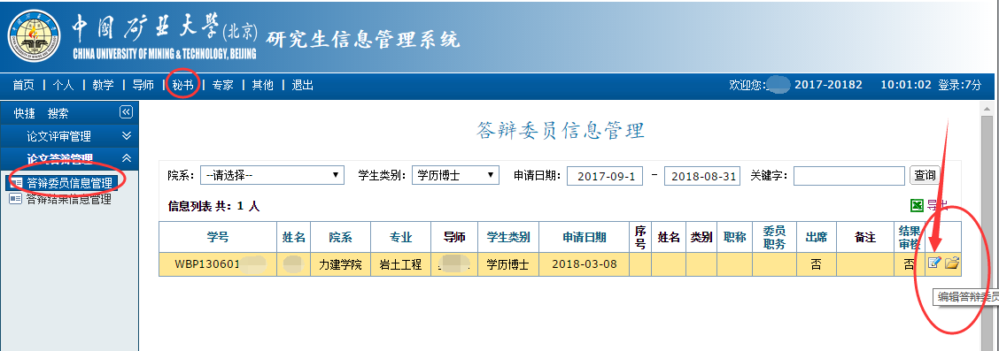 中国矿业大学(北京) 研究生信息管理系统
CHINA UNIVERSITY OF MINING & TECHNOLOGY, BEIJING
首页 | 个人 | 教学 | 导师 | 秘书 | 专家 | 其他 | 退出 欢迎您: 2017-20182 10:01:02 登录:7分
快捷 搜索
论文评审管理
论文答辩管理
答辩委员信息管理
答辩结果信息管理
答辩委员信息管理
院系: --请选择-- 学生类别: 学历博士 申请日期: 2017-09-1 - 2018-08-31 关键字: 查询
信息列表 共: 1 人 导出
学号 姓名 院系 专业 导师 学生类别 申请日期 序号 姓名 类别 职称 委员职务 出席 备注 结果审核
WBP130601 力建学院 岩土工程 学历博士 2018-03-08 否 否
编辑答辩委员